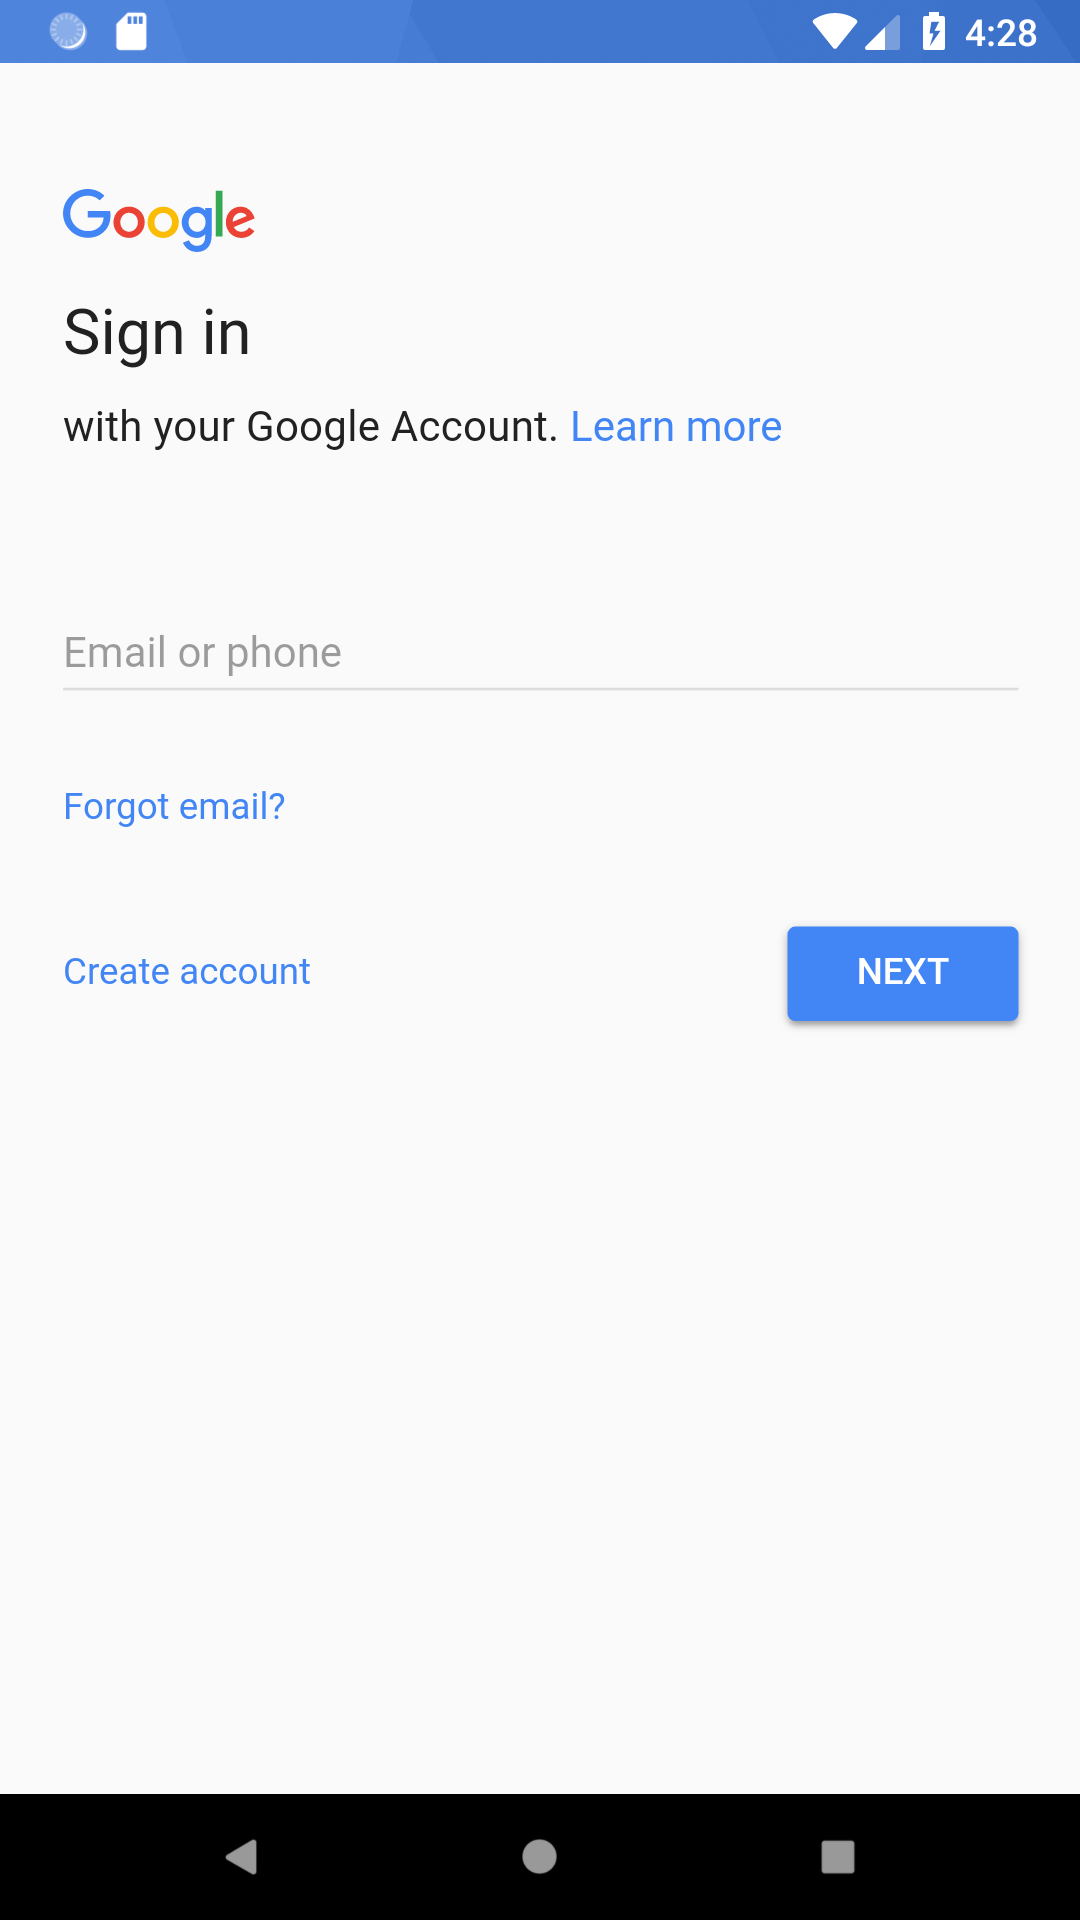 4:28
Google
Sign in
with your Google Account. Learn more
Email or phone
Forgot email?
Create account
NEXT